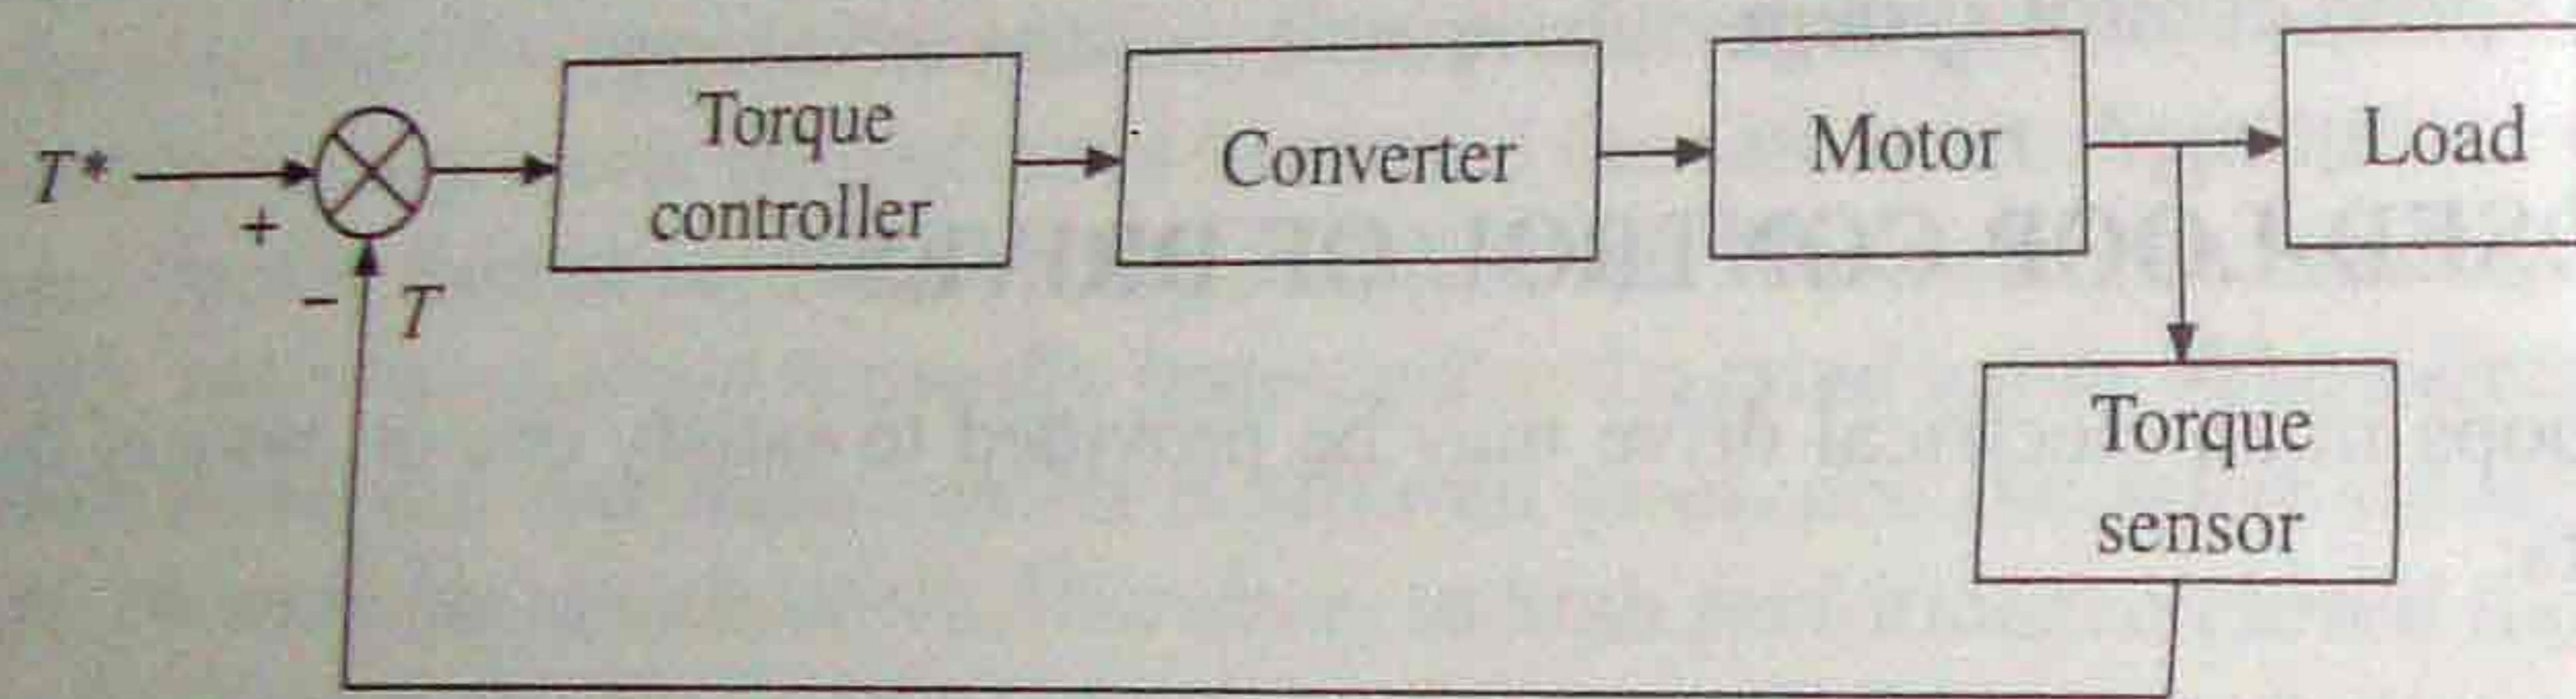 T*
+
−
T
Torque
controller
Converter
Motor
Load
Torque
sensor